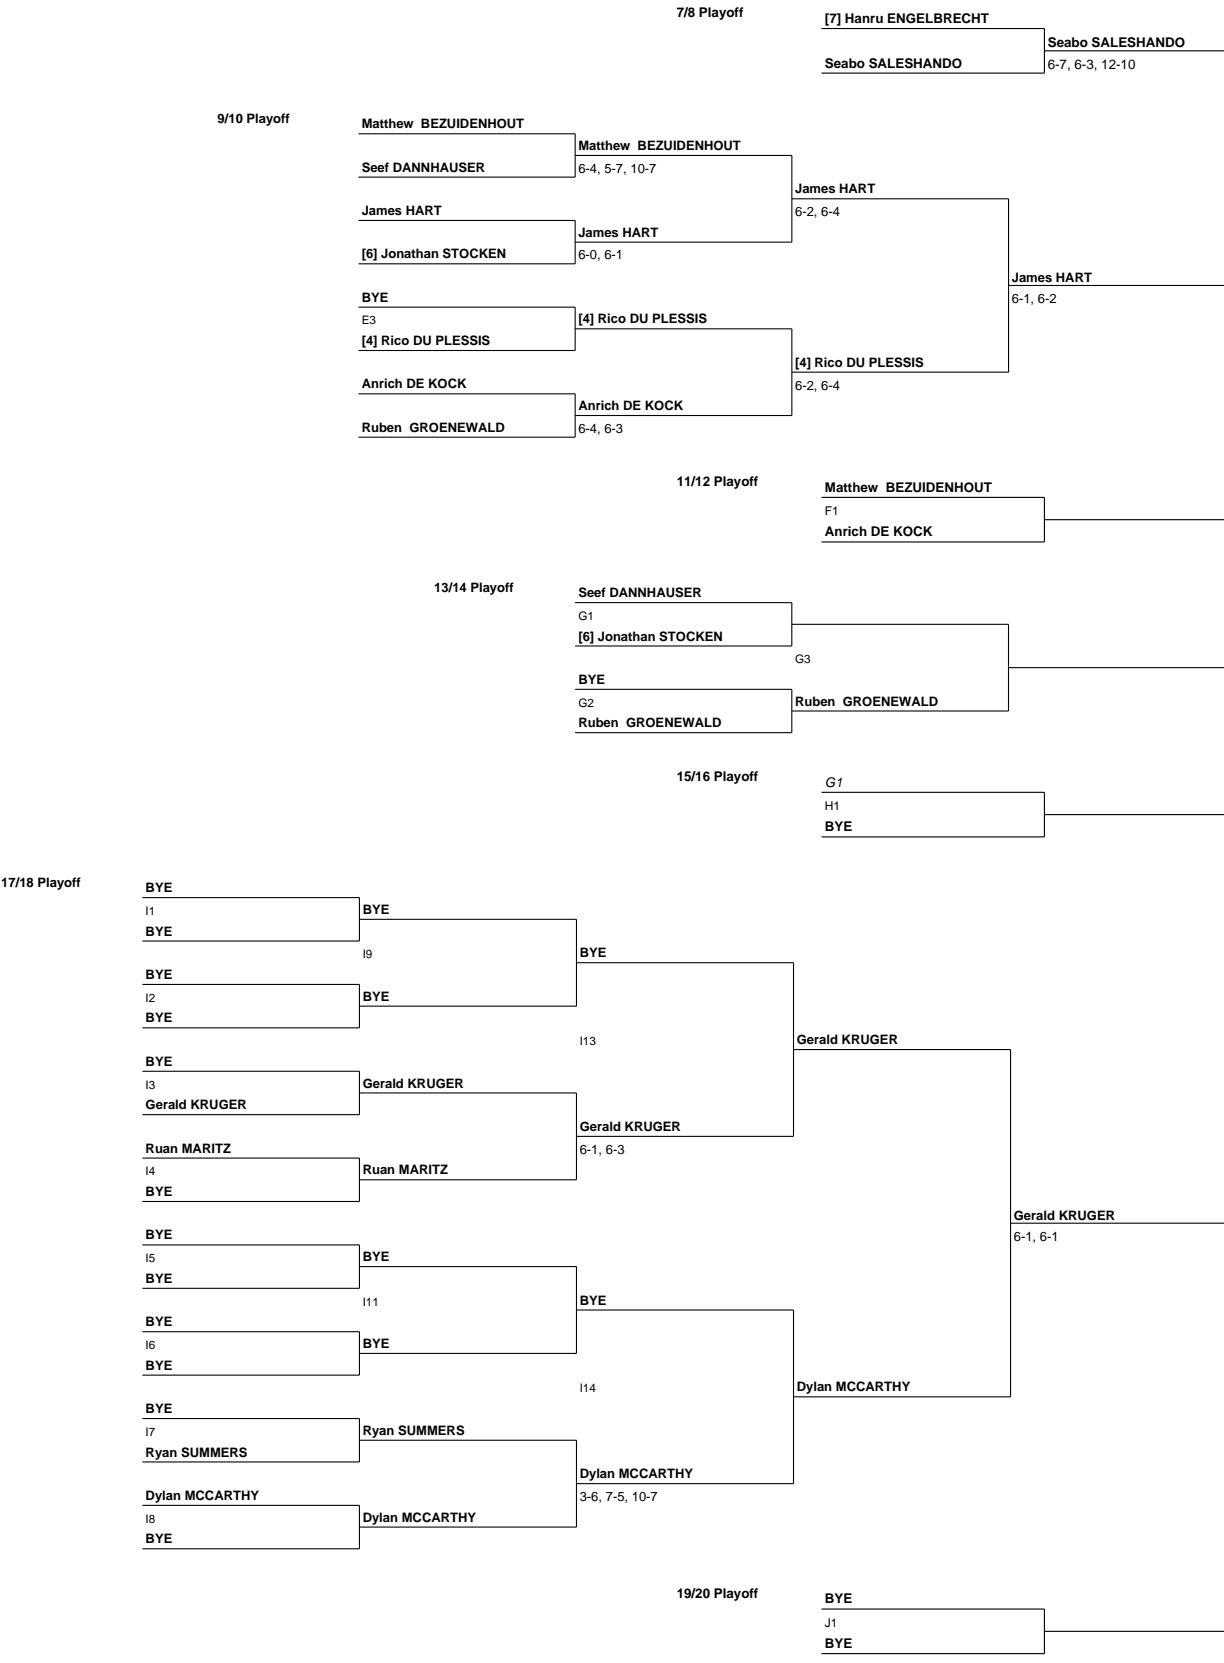 7/8 Playoff
[7] Hanru ENGELBRECHT
Seabo SALESHANDO
Seabo SALESHANDO
6-7, 6-3, 12-10
9/10 Playoff
Matthew BEZUIDENHOUT
Matthew BEZUIDENHOUT
Seef DANNHAUSER
6-4, 5-7, 10-7
James HART
James HART
6-2, 6-4
James HART
[6] Jonathan STOCKEN
6-0, 6-1
James HART
6-1, 6-2
BYE
E3
[4] Rico DU PLESSIS
[4] Rico DU PLESSIS
[4] Rico DU PLESSIS
6-2, 6-4
Anrich DE KOCK
Anrich DE KOCK
Ruben GROENEWALD
6-4, 6-3
11/12 Playoff
Matthew BEZUIDENHOUT
F1
Anrich DE KOCK
13/14 Playoff
Seef DANNHAUSER
G1
[6] Jonathan STOCKEN
G3
BYE
G2
Ruben GROENEWALD
Ruben GROENEWALD
15/16 Playoff
G1
H1
BYE
17/18 Playoff
BYE
I1
BYE
BYE
I9
BYE
BYE
I2
BYE
BYE
I13
Gerald KRUGER
BYE
I3
Gerald KRUGER
Gerald KRUGER
Gerald KRUGER
6-1, 6-3
Ruan MARITZ
I4
Ruan MARITZ
BYE
Gerald KRUGER
6-1, 6-1
BYE
I5
BYE
BYE
I11
BYE
BYE
I6
BYE
BYE
I14
Dylan MCCARTHY
BYE
I7
Ryan SUMMERS
Ryan SUMMERS
Dylan MCCARTHY
3-6, 7-5, 10-7
Dylan MCCARTHY
I8
Dylan MCCARTHY
BYE
19/20 Playoff
BYE
J1
BYE